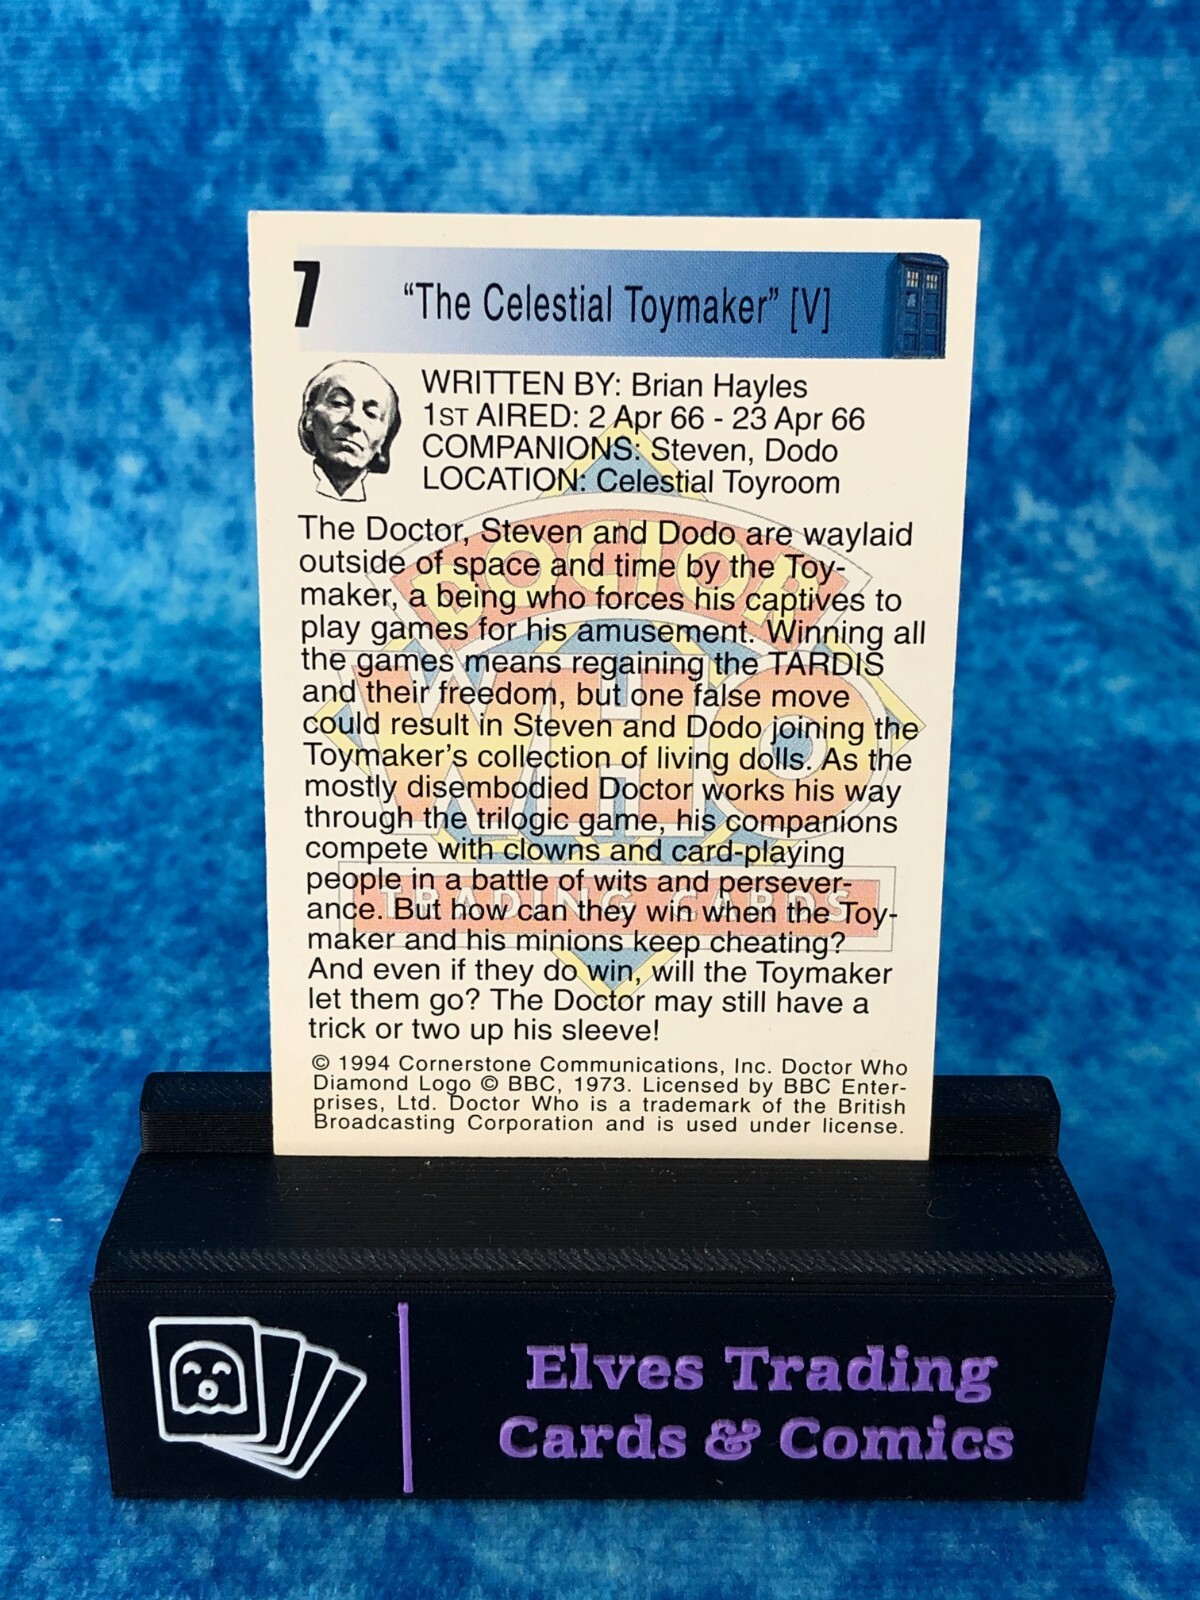 7
“The Celestial Toymaker” [V]
WRITTEN BY: Brian Hayles
1ST AIRED: 2 Apr 66 - 23 Apr 66
COMPANIONS: Steven, Dodo
LOCATION: Celestial Toyroom
The Doctor, Steven and Dodo are waylaid
outside of space and time by the Toy-
maker, a being who forces his captives to
play games for his amusement. Winning all
the games means regaining the TARDIS
and their freedom, but one false move
could result in Steven and Dodo joining the
Toymaker’s collection of living dolls. As the
mostly disembodied Doctor works his way
through the trilogic game, his companions
compete with clowns and card-playing
people in a battle of wits and persever-
ance. But how can they win when the Toy-
maker and his minions keep cheating?
And even if they do win, will the Toymaker
let them go? The Doctor may still have a
trick or two up his sleeve!
DOCTOR
WHO
TRADING CARDS
© 1994 Cornerstone Communications, Inc. Doctor Who
Diamond Logo © BBC, 1973. Licensed by BBC Enter-
prises, Ltd. Doctor Who is a trademark of the British
Broadcasting Corporation and is used under license.
Elves Trading
Cards & Comics